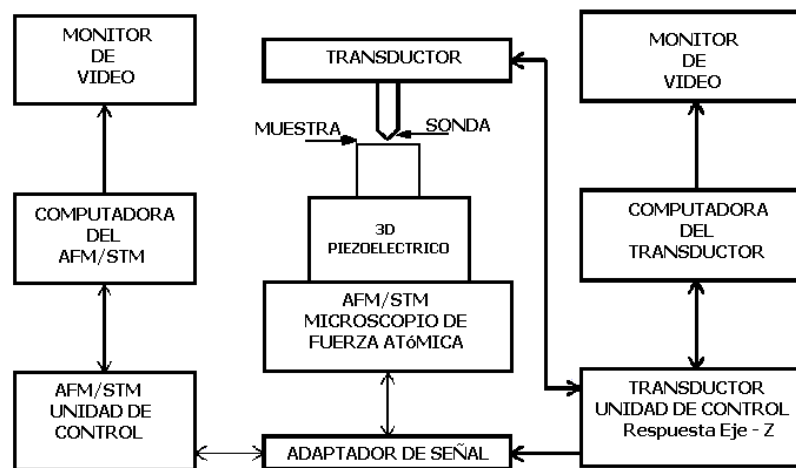 MONITOR
DE
VIDEO
COMPUTADORA
DEL
AFM/STM
AFM/STM
UNIDAD DE
CONTROL
TRANSDUCTOR
MUESTRA
SONDA
3D
PIEZOELECTRICO
AFM/STM
MICROSCOPIO DE
FUERZA ATóMICA
ADAPTADOR DE SEÑAL
MONITOR
DE
VIDEO
COMPUTADORA
DEL
TRANSDUCTOR
TRANSDUCTOR
UNIDAD DE CONTROL
Respuesta Eje - Z